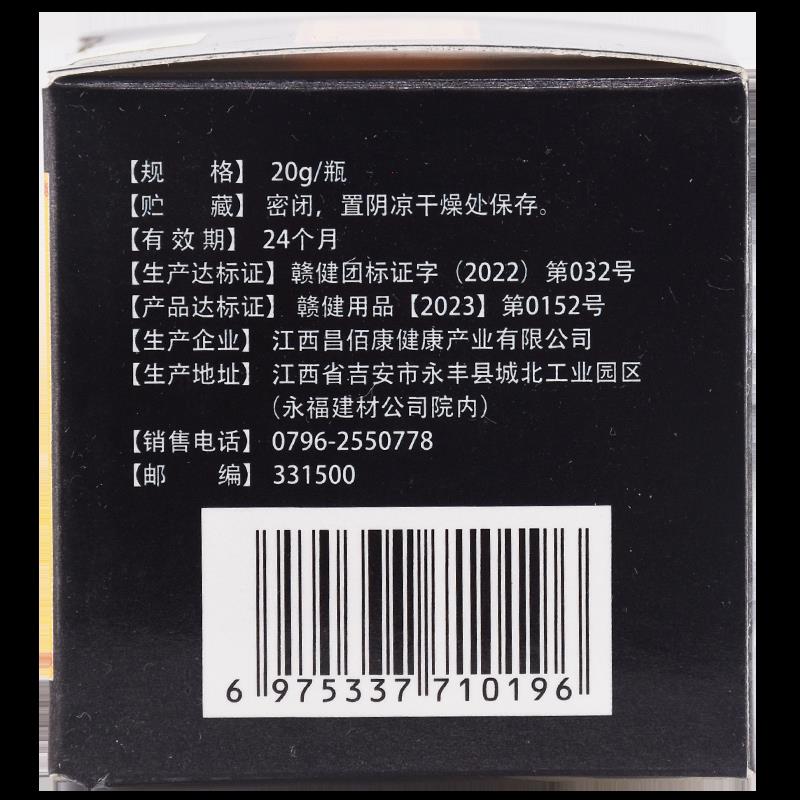 【规 格】 20g/瓶
【贮 藏】 密闭，置阴凉干燥处保存。
【有 效 期】 24个月
【生产达标证】 赣健团标证字（2022）第032号
【产品达标证】 赣健用品【2023】第0152号
【生产企业】 江西昌佰康健康产业有限公司
【生产地址】 江西省吉安市永丰县城北工业园区
（永福建材公司院内）
【销售电话】 0796-2550778
【邮 编】 331500
6 975337 710196